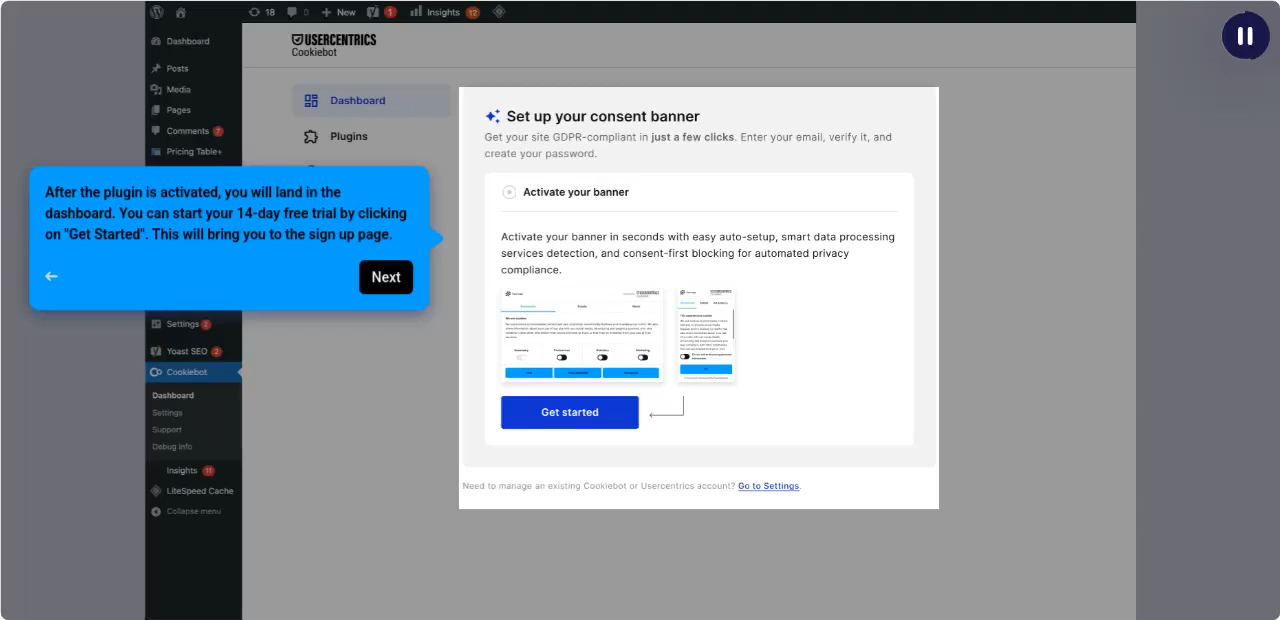 18
0
New
1
Insights
12
Dashboard
Posts
Media
Pages
Comments 7
Pricing Table+
Settings 2
Yoast SEO 2
Cookiebot
Dashboard
Settings
Support
Debug info
Insights 11
LiteSpeed Cache
Collapse menu
USERCENTRICS
Cookiebot
Dashboard
Plugins
After the plugin is activated, you will land in the
dashboard. You can start your 14-day free trial by clicking
on "Get Started". This will bring you to the sign up page.
Next
Set up your consent banner
Get your site GDPR-compliant in just a few clicks. Enter your email, verify it, and
create your password.
Activate your banner
Activate your banner in seconds with easy auto-setup, smart data processing
services detection, and consent-first blocking for automated privacy
compliance.
Get started
Need to manage an existing Cookiebot or Usercentrics account? Go to Settings.